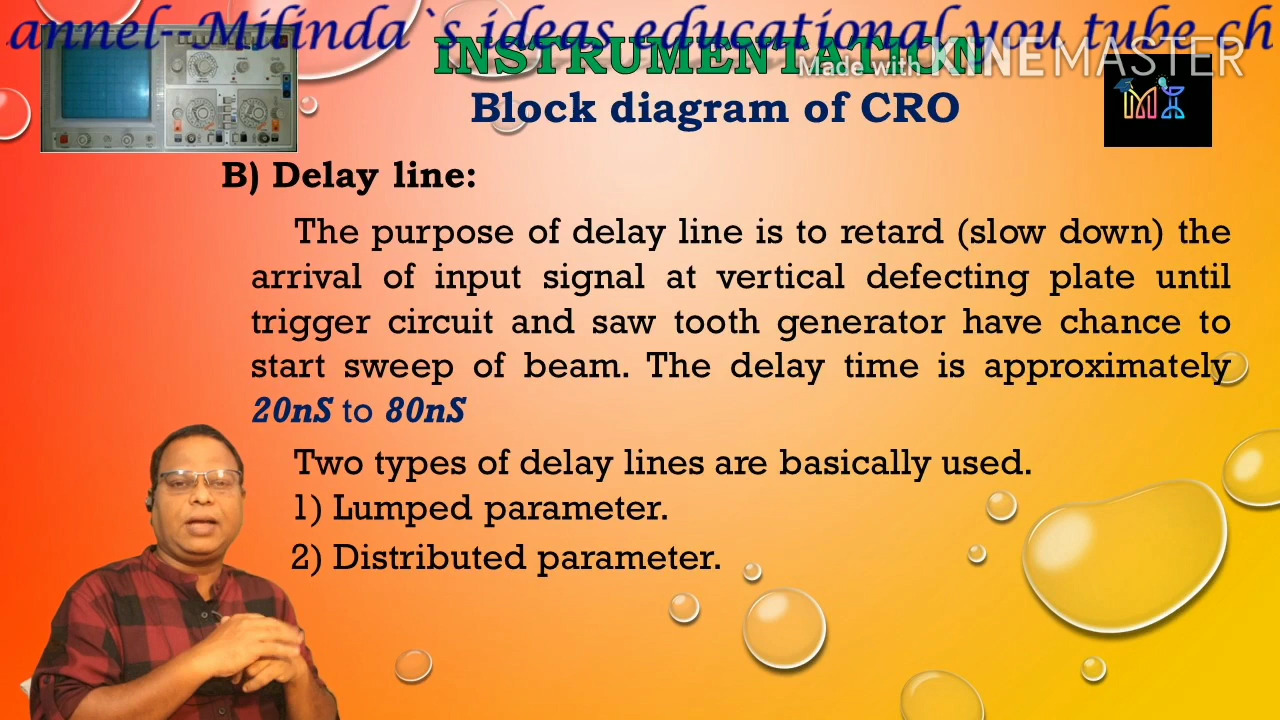 annel--Milinda`s ideas educational you tube ch
INSTRUMENTATION
Made with KINEMASTER
Block diagram of CRO
B) Delay line:
The purpose of delay line is to retard (slow down) the
arrival of input signal at vertical defecting plate until
trigger circuit and saw tooth generator have chance to
start sweep of beam. The delay time is approximately
20nS to 80nS
Two types of delay lines are basically used.
1) Lumped parameter.
2) Distributed parameter.